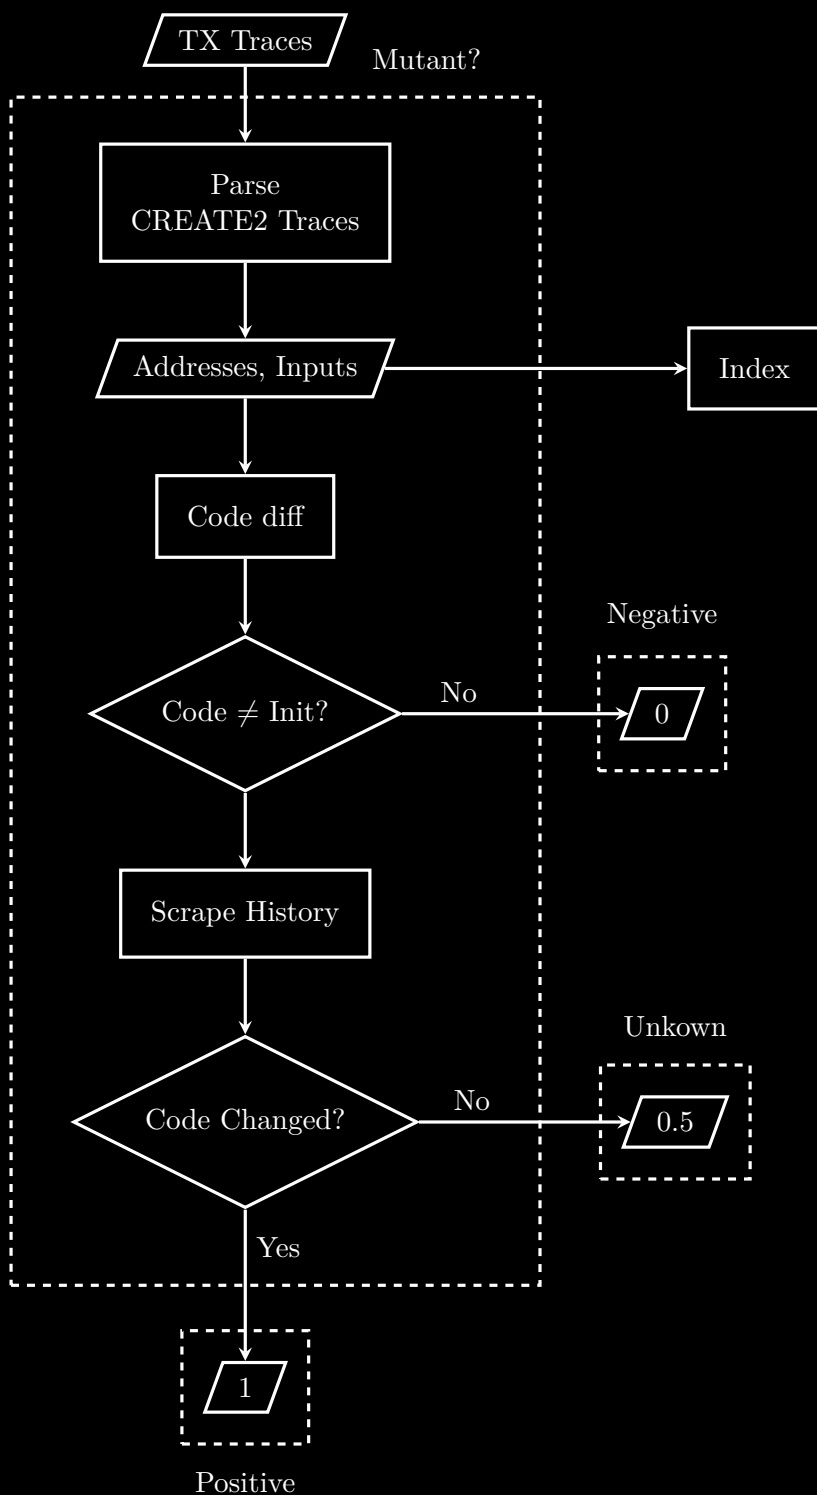 TX Traces
Mutant?
Parse
CREATE2 Traces
Addresses, Inputs
Index
Code diff
Negative
Code ≠ Init?
No
0
Scrape History
Unkown
Code Changed?
No
0.5
Yes
1
Positive